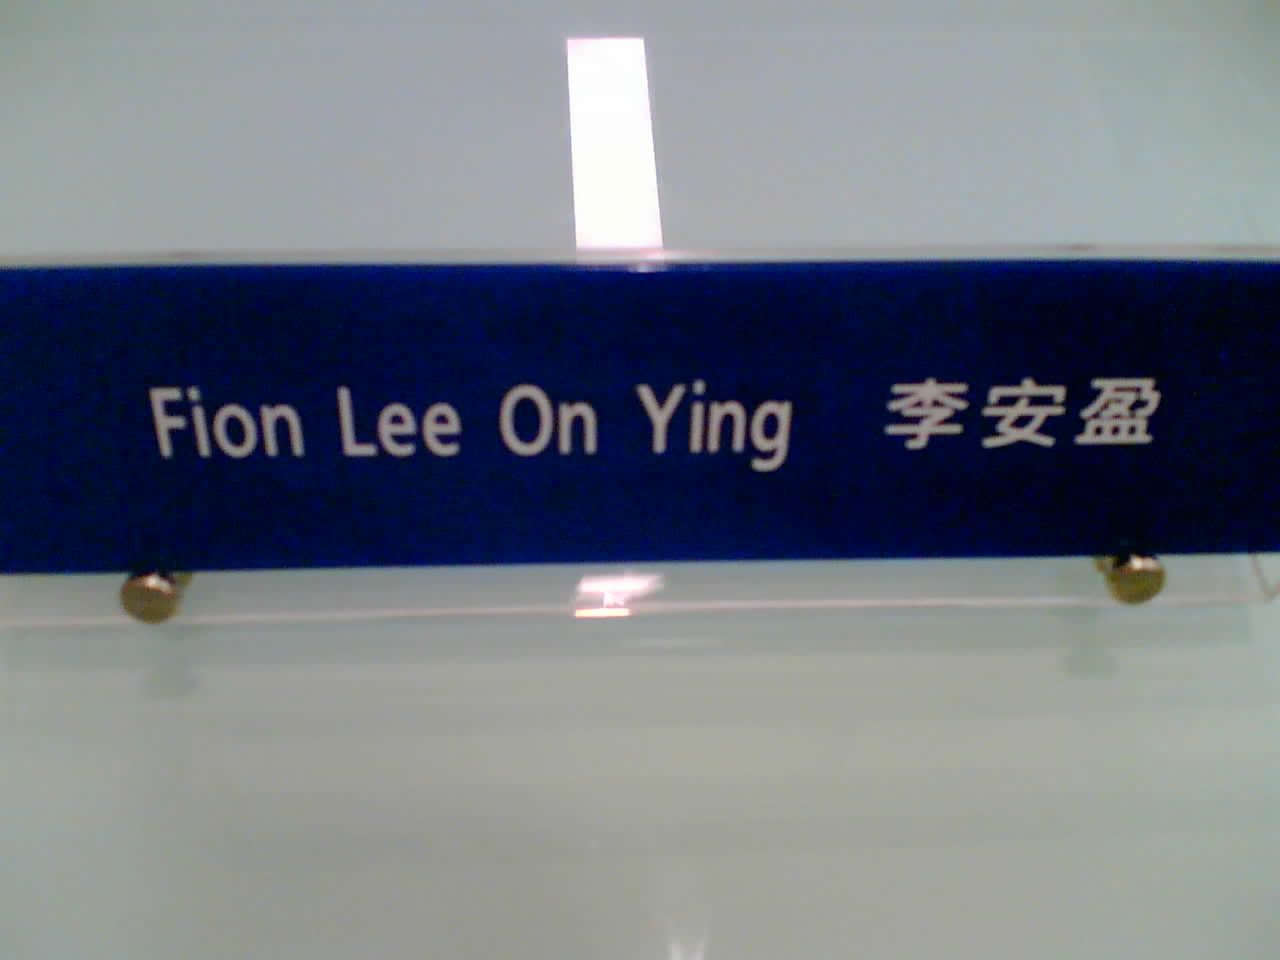 Fion Lee On Ying 李安盈